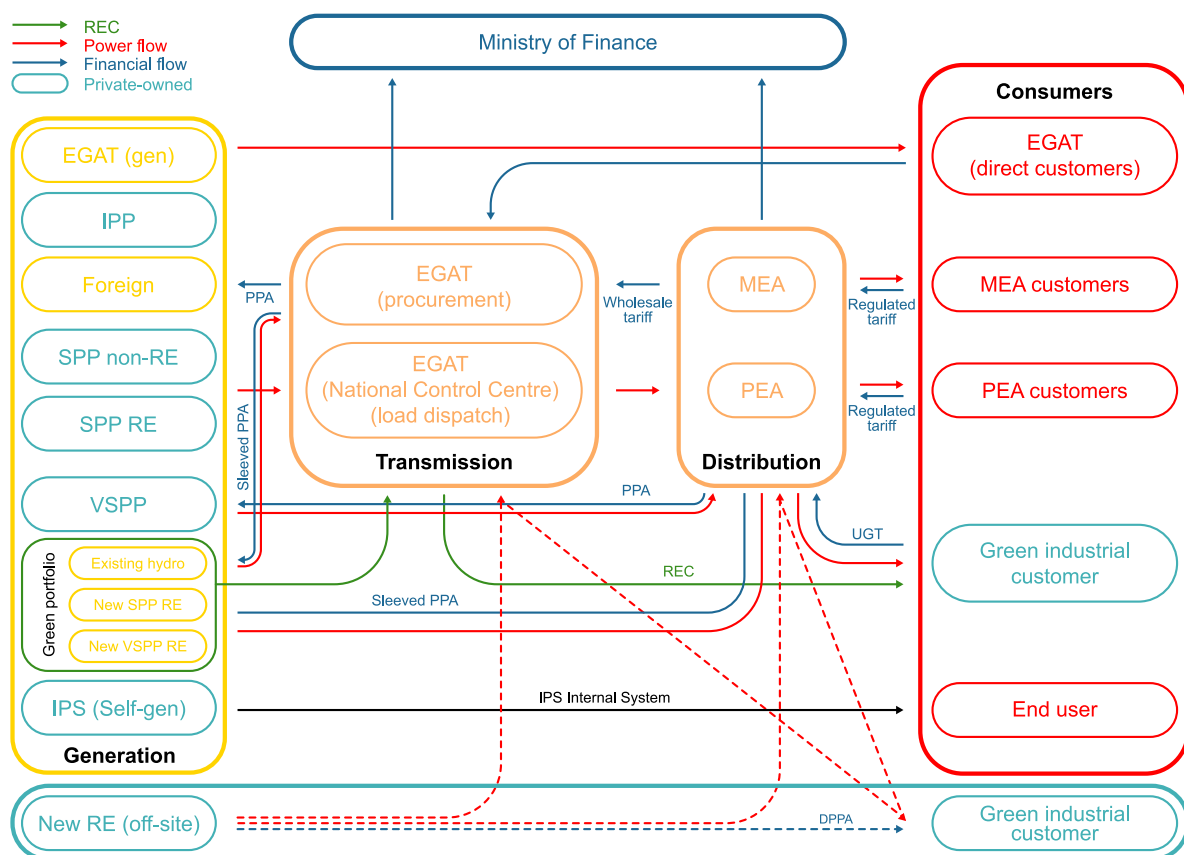 REC
Power flow
Financial flow
Private-owned
Ministry of Finance
Consumers
EGAT (gen)
IPP
Foreign
SPP non-RE
SPP RE
VSPP
Green portfolio
Existing hydro
New SPP RE
New VSPP RE
IPS (Self-gen)
Generation
PPA
Sleeved PPA
EGAT
(procurement)
EGAT
(National Control Centre)
(load dispatch)
Transmission
Wholesale
tariff
MEA
PEA
Distribution
Regulated
tariff
Regulated
tariff
EGAT
(direct customers)
MEA customers
PEA customers
PPA
UGT
REC
Green industrial
customer
Sleeved PPA
IPS Internal System
End user
New RE (off-site)
DPPA
Green industrial
customer